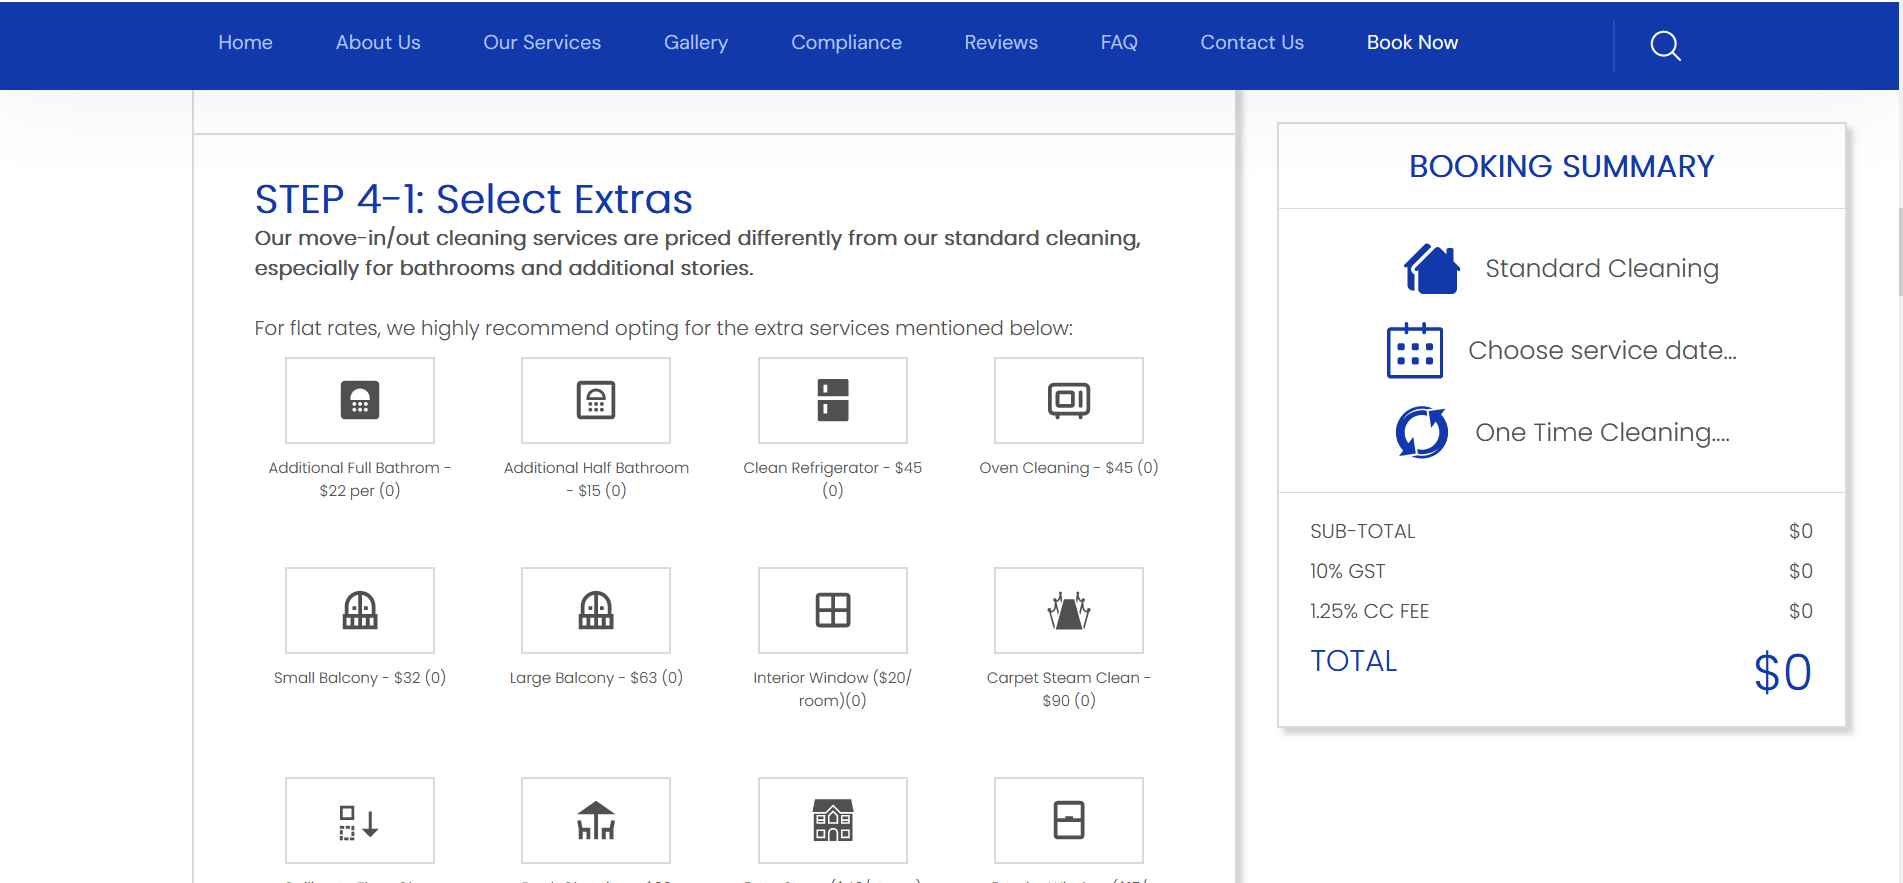 Home About Us Our Services Gallery Compliance Reviews FAQ Contact Us Book Now
STEP 4-1: Select Extras
Our move-in/out cleaning services are priced differently from our standard cleaning,
especially for bathrooms and additional stories.
For flat rates, we highly recommend opting for the extra services mentioned below:
Additional Full Bathrom -
$22 per (0)
Additional Half Bathroom
- $15 (0)
Clean Refrigerator - $45
(0)
Oven Cleaning - $45 (0)
Small Balcony - $32 (0)
Large Balcony - $63 (0)
Interior Window ($20/
room)(0)
Carpet Steam Clean -
$90 (0)
BOOKING SUMMARY
Standard Cleaning
Choose service date...
One Time Cleaning....
SUB-TOTAL $0
10% GST $0
1.25% CC FEE $0
TOTAL $0